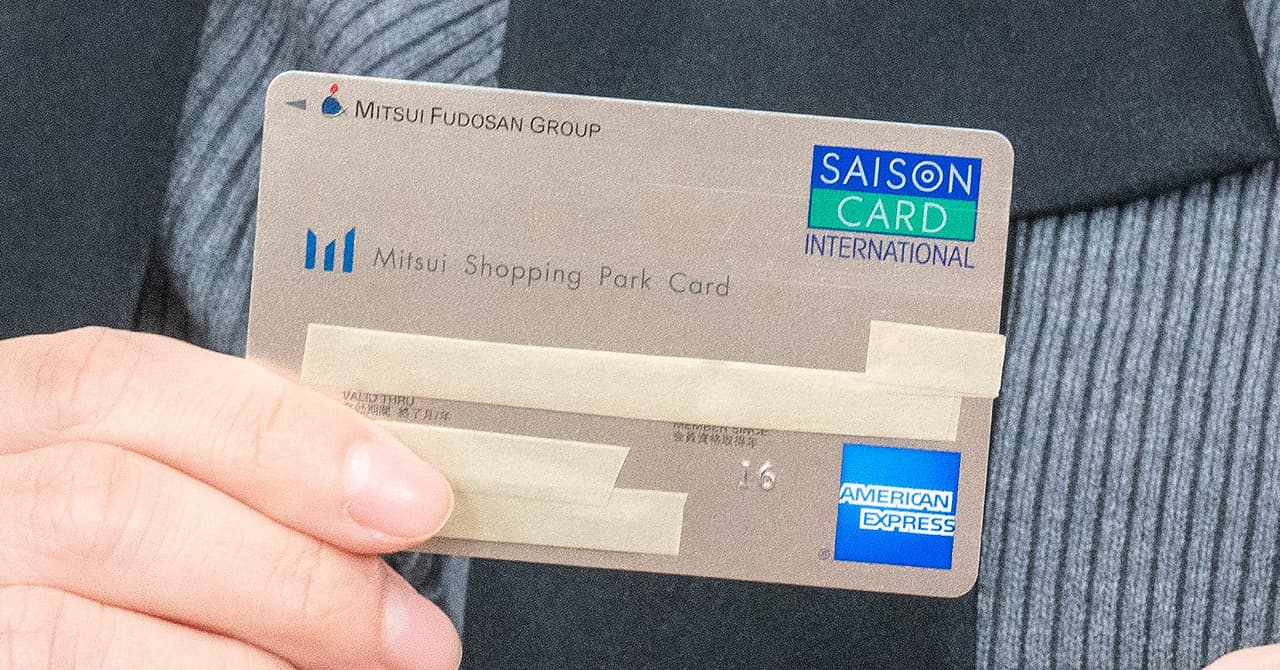 MITSUI FUDOSAN GROUP
SAISON
CARD
INTERNATIONAL
Mitsui Shopping Park Card
VALID THRU
有効期間 終了月/年
MEMBER SINCE
会員資格取得年
16
AMERICAN
EXPRESS
®